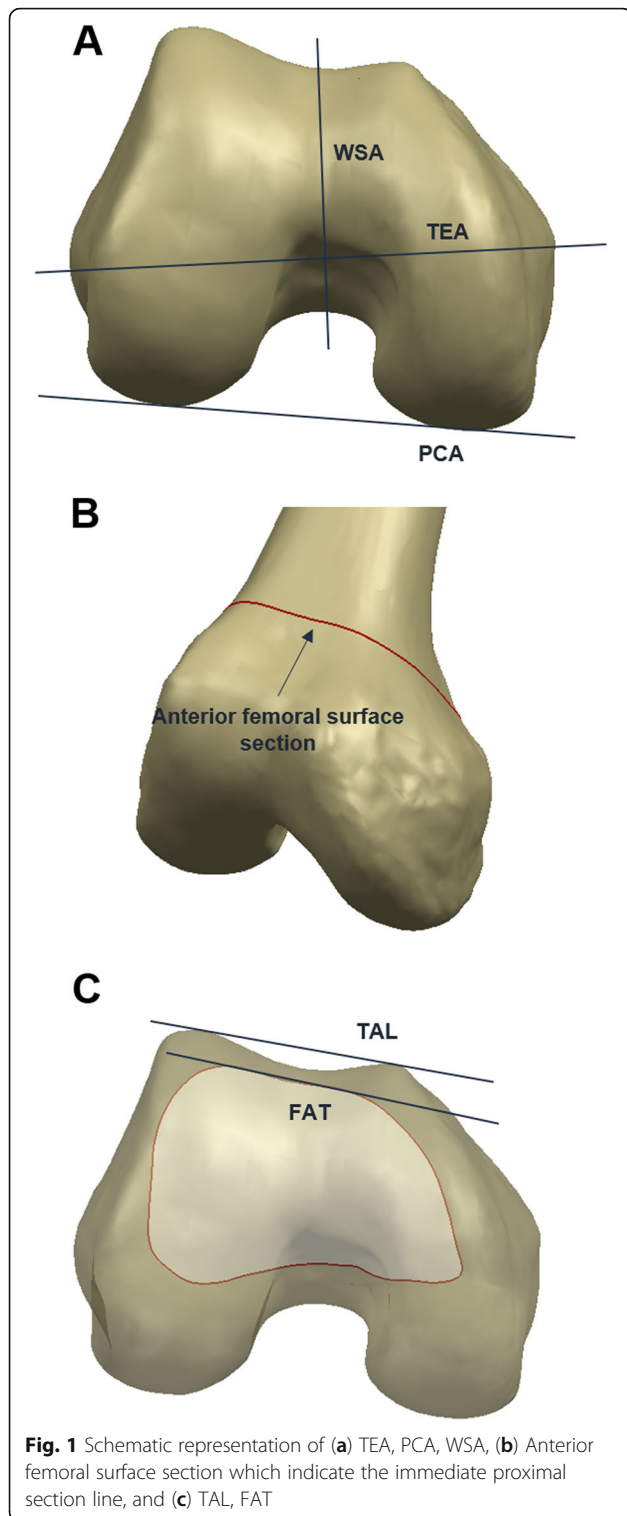 A
WSA
TEA
PCA
B
Anterior femoral surface
section
C
TAL
FAT
Fig. 1 Schematic representation of (a) TEA, PCA, WSA, (b) Anterior
femoral surface section which indicate the immediate proximal
section line, and (c) TAL, FAT